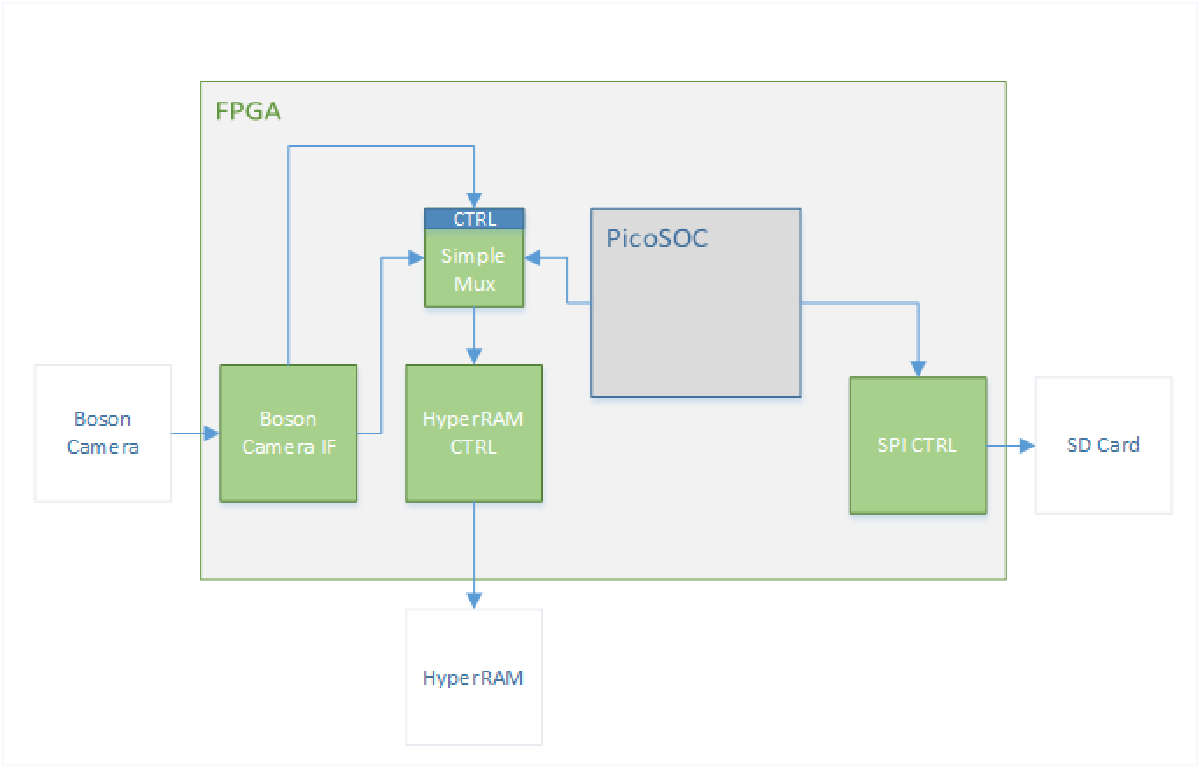 FPGA
CTRL
Simple
Mux
PicoSOC
Boson
Camera
Boson
Camera IF
HyperRAM
CTRL
SPI CTRL
SD Card
HyperRAM